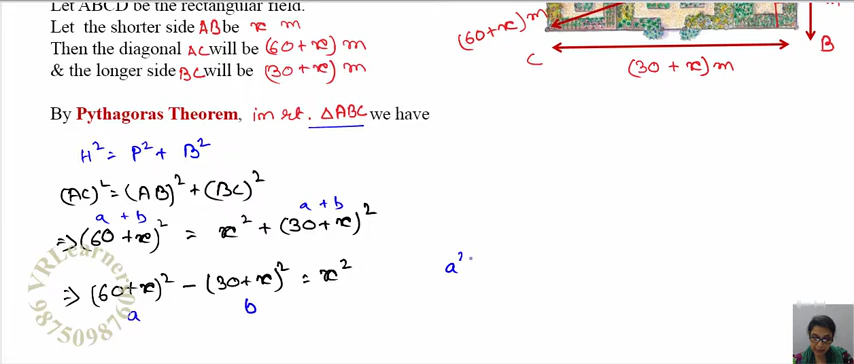 Let ABCD be the rectangular field.
Let the shorter side AB be x m
Then the diagonal AC will be (60+x) m
& the longer side BC will be (30+x) m
(60+x) m
C
B
(30 + x) m
By Pythagoras Theorem, in rt. △ABC we have
H² = P² + B²
(AC)² = (AB)² + (BC)²
a + b a + b
⇒ (60 + x)² = x² + (30 + x)²
⇒ (60+x)² − (30+x)² = x²
a b
a²
VRLearner
9875098760